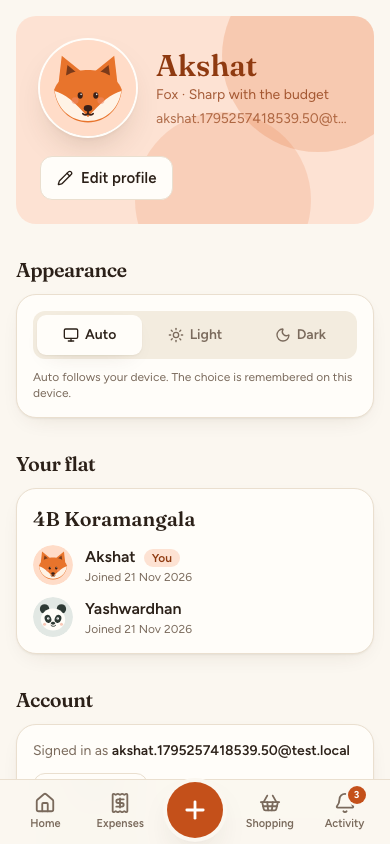 Akshat
Fox · Sharp with the budget
akshat.1795257418539.50@t...
Edit profile
Appearance
Auto
Light
Dark
Auto follows your device. The choice is remembered on this
device.
Your flat
4B Koramangala
Akshat You
Joined 21 Nov 2026
Yashwardhan
Joined 21 Nov 2026
Account
Signed in as akshat.1795257418539.50@test.local
Home
Expenses
Shopping
Activity
3